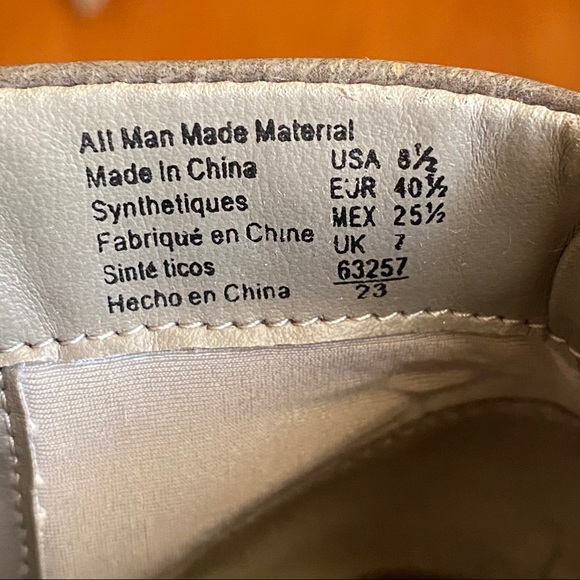 All Man Made Material
Made in China
Synthetiques
Fabriqué en Chine
Sinté ticos
Hecho en China
USA 8½
EUR 40½
MEX 25½
UK 7
63257
23